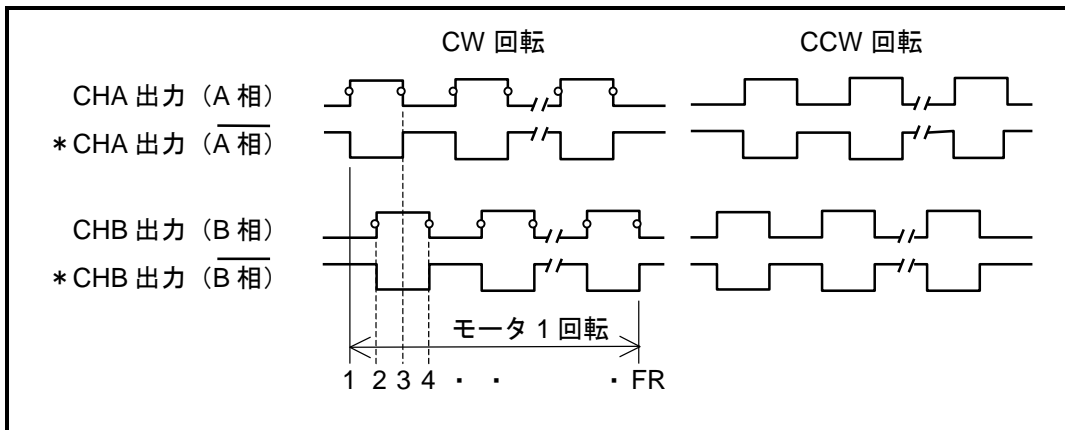 CW 回転 CCW 回転
CHA 出力（A 相）
*CHA 出力（A 相）
CHB 出力（B 相）
*CHB 出力（B 相）
モータ 1 回転
1 2 3 4 ・ ・ ・ FR